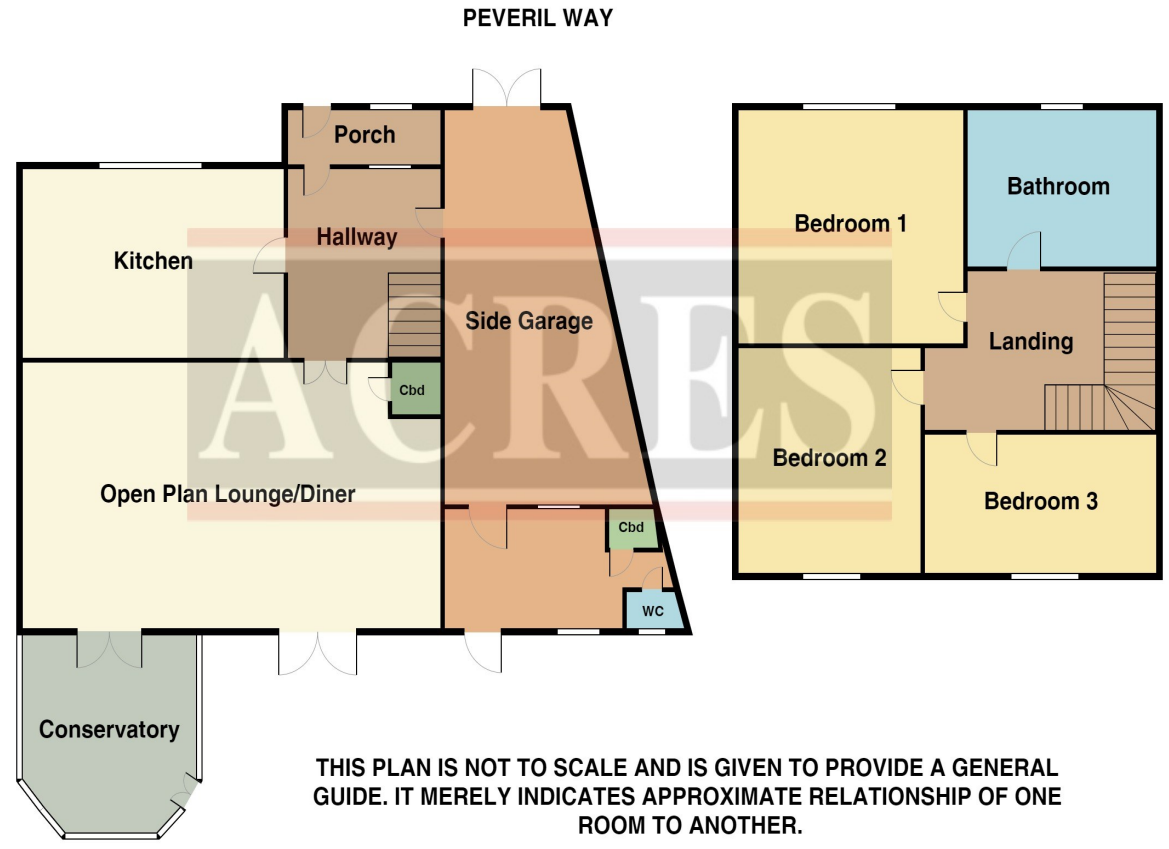 PEVERIL WAY
Porch
Kitchen
Hallway
Side Garage
Cbd
Open Plan Lounge/Diner
Cbd
WC
Conservatory
Bedroom 1
Bathroom
Landing
Bedroom 2
Bedroom 3
ACRES
THIS PLAN IS NOT TO SCALE AND IS GIVEN TO PROVIDE A GENERAL
GUIDE. IT MERELY INDICATES APPROXIMATE RELATIONSHIP OF ONE
ROOM TO ANOTHER.